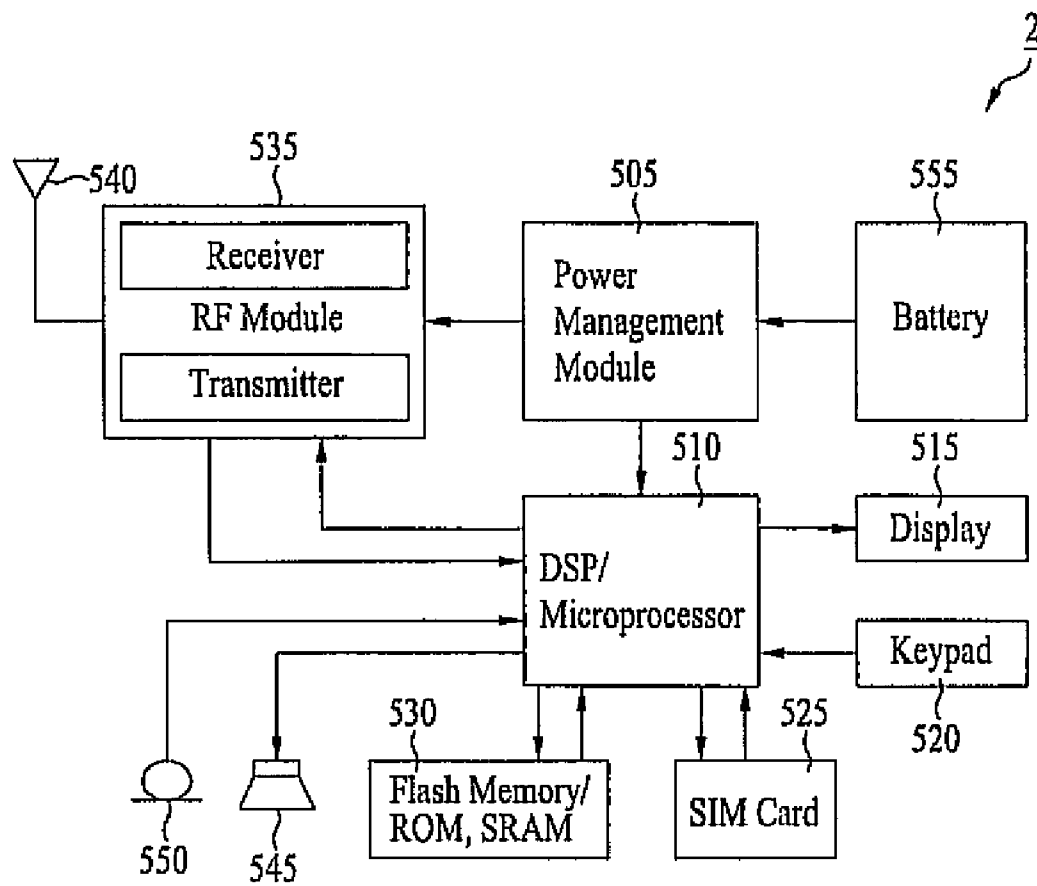 2
540
535
505
555
Receiver
RF Module
Transmitter
Power
Management
Module
Battery
510
515
DSP/
Microprocessor
Display
Keypad
520
530
525
Flash Memory/
ROM, SRAM
SIM Card
550
545